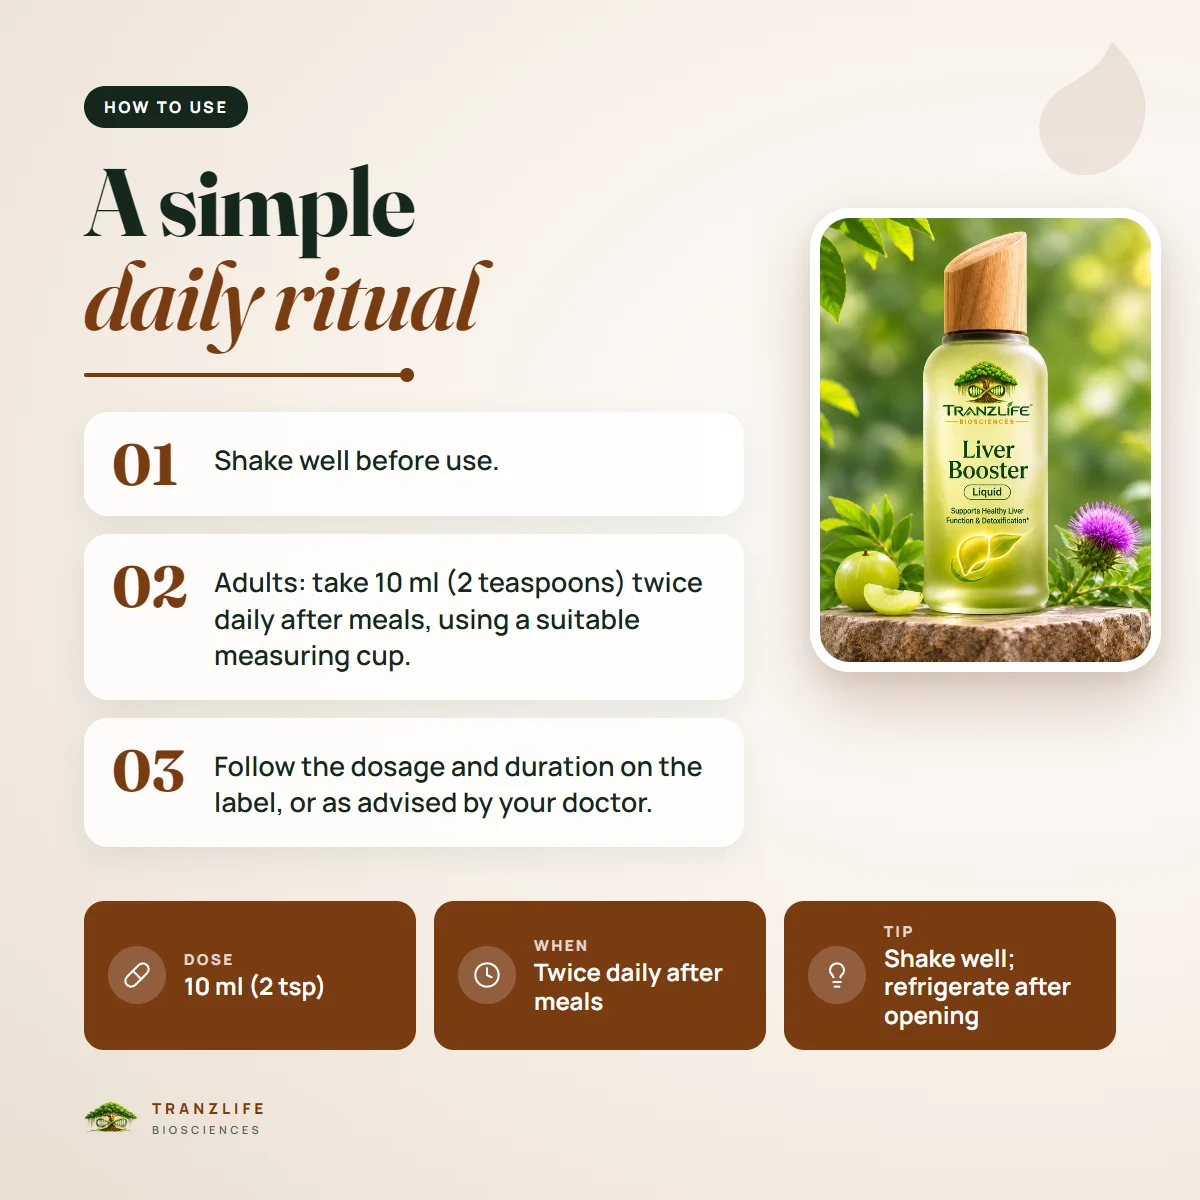 HOW TO USE
A simple
daily ritual
01
Shake well before use.
02
Adults: take 10 ml (2 teaspoons) twice
daily after meals, using a suitable
measuring cup.
03
Follow the dosage and duration on the
label, or as advised by your doctor.
TRANZLIFE
BIOSCIENCES
Liver
Booster
Liquid
Supports Healthy Liver
Function & Detoxification*
DOSE
10 ml (2 tsp)
WHEN
Twice daily after
meals
TIP
Shake well;
refrigerate after
opening
TRANZLIFE
BIOSCIENCES